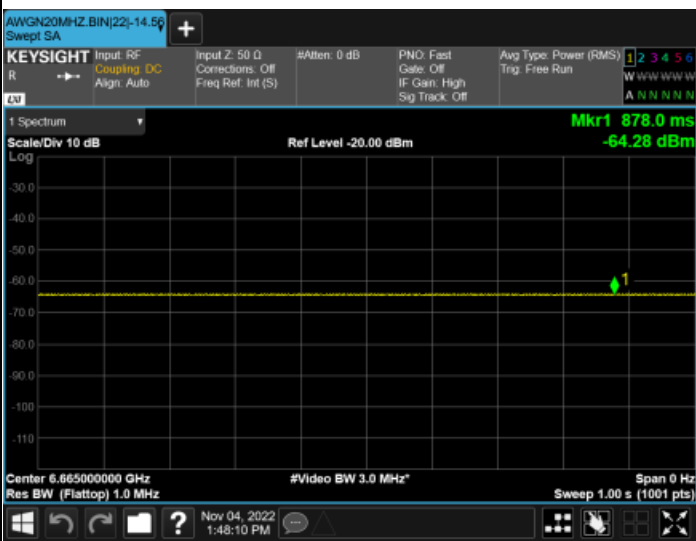 AWGN20MHZ.BIN|22|-14.56
Swept SA
KEYSIGHT
R
LXI
Input: RF
Coupling: DC
Align: Auto
Input Z: 50 Ω
Corrections: Off
Freq Ref: Int (S)
#Atten: 0 dB
PNO: Fast
Gate: Off
IF Gain: High
Sig Track: Off
Avg Type: Power (RMS)
Trig: Free Run
1 2 3 4 5 6
W W W W W W
A N N N N N
1 Spectrum
Mkr1 878.0 ms
Scale/Div 10 dB
Ref Level -20.00 dBm
-64.28 dBm
Log
-30.0
-40.0
-50.0
-60.0
1
-70.0
-80.0
-90.0
-100
-110
Center 6.665000000 GHz
#Video BW 3.0 MHz*
Span 0 Hz
Res BW (Flattop) 1.0 MHz
Sweep 1.00 s (1001 pts)
?
Nov 04, 2022
1:48:10 PM